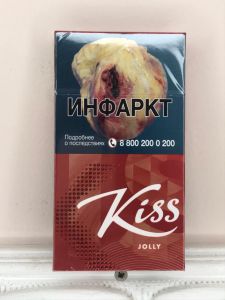 ИНФАРКТ
Подробнее
о последствиях 8 800 200 0 200
Kiss
JOLLY